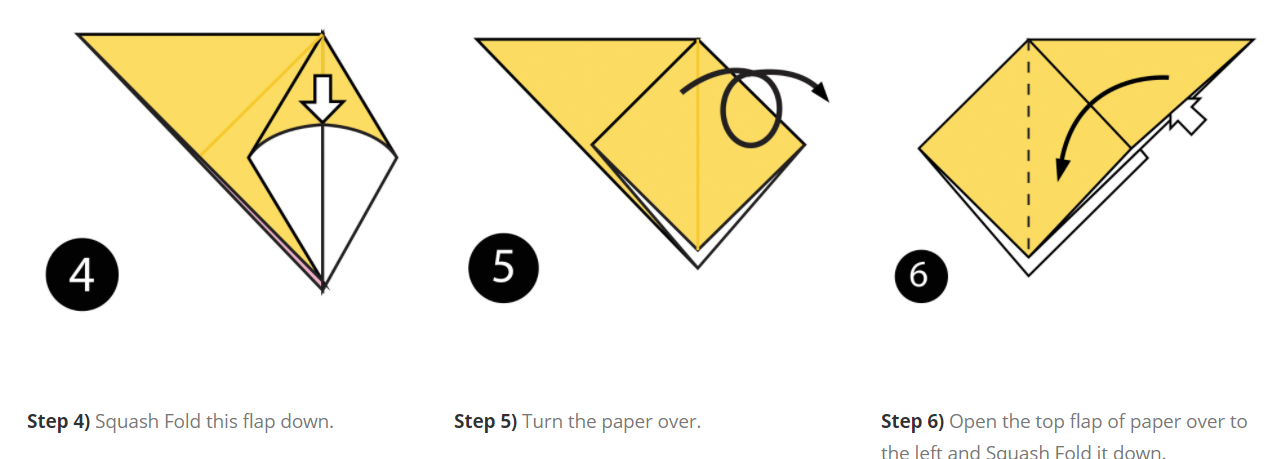 4
5
6
Step 4) Squash Fold this flap down.
Step 5) Turn the paper over.
Step 6) Open the top flap of paper over to
the left and Squash Fold it down.